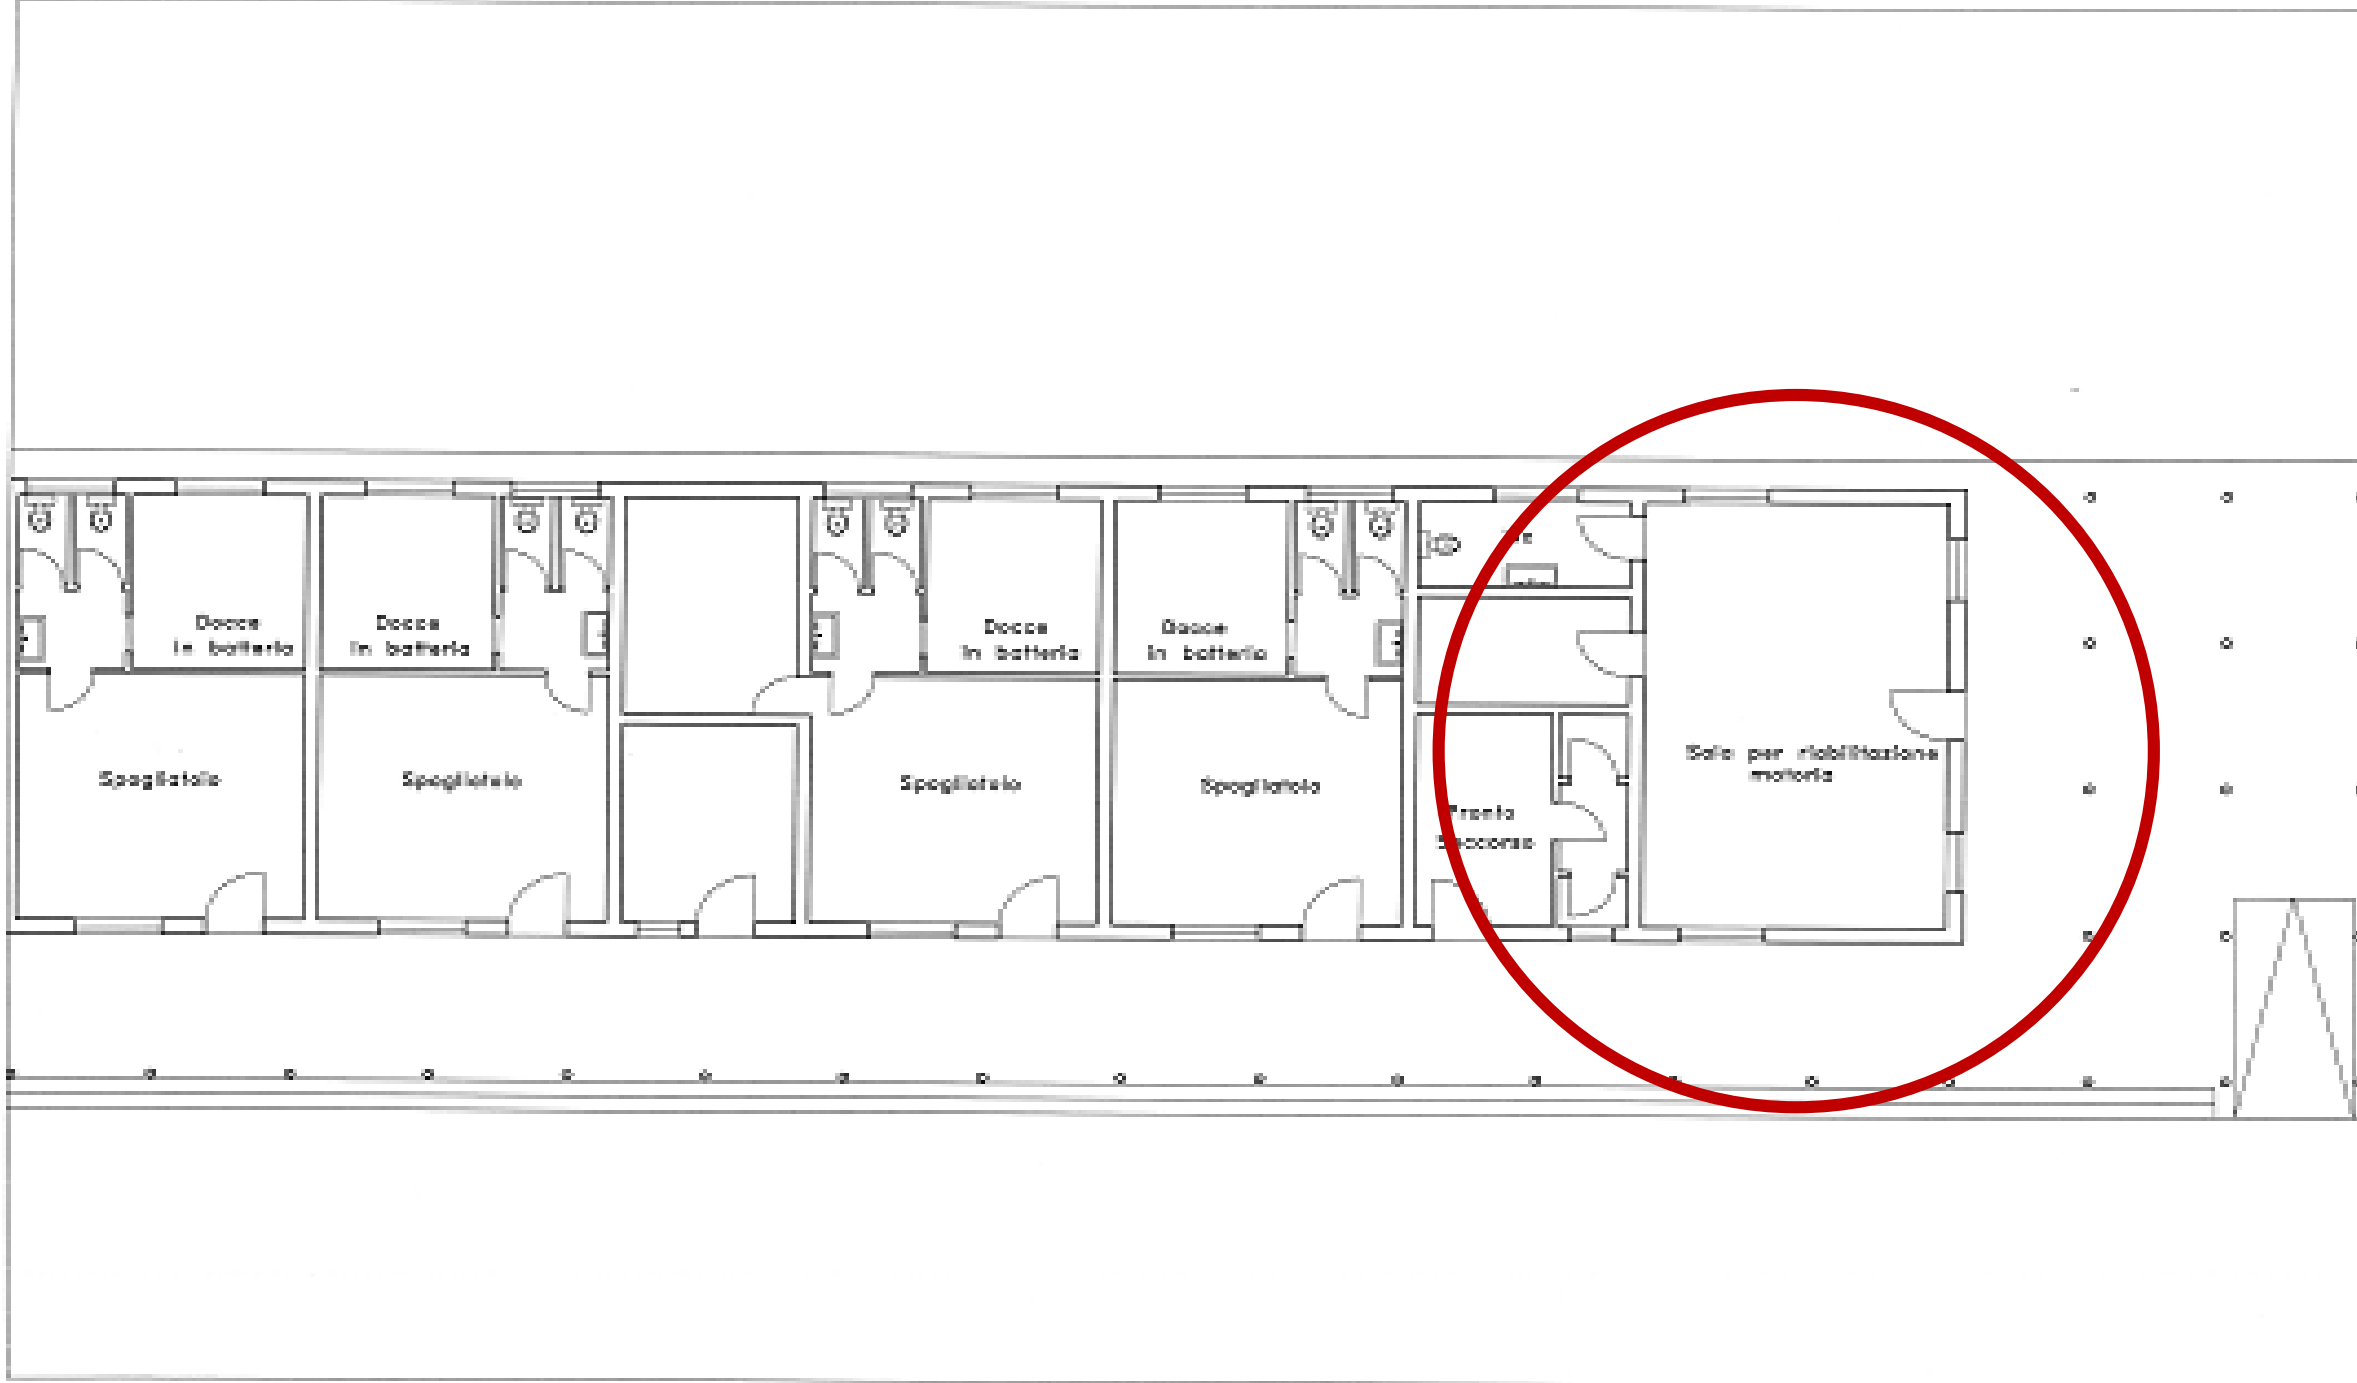 Docce
in batteria
Docce
in batteria
Docce
in batteria
Docce
in batteria
Spogliatoio
Spogliatoio
Spogliatoio
Spogliatoio
Pronto
Soccorso
Sala per riabilitazione
motoria